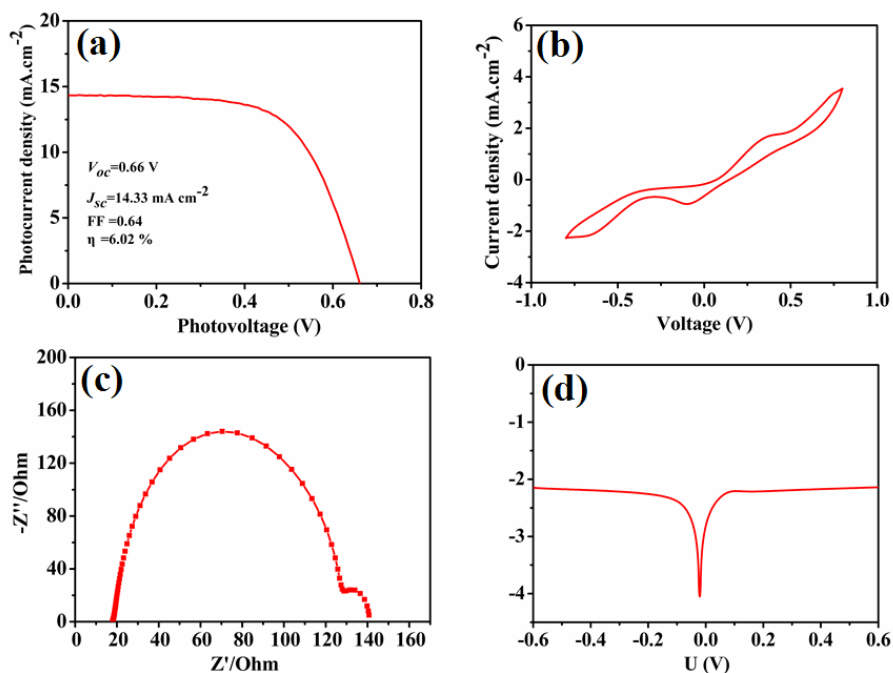 (a)
Photocurrent density (mA.cm-2)
20
15
10
5
0
Voc=0.66 V
Jsc=14.33 mA cm-2
FF =0.64
η =6.02 %
0.0 0.2 0.4 0.6 0.8
Photovoltage (V)
(b)
Current density (mA.cm-2)
6
4
2
0
-2
-4
-1.0 -0.5 0.0 0.5 1.0
Voltage (V)
(c)
-Z''/Ohm
200
160
120
80
40
0
0 20 40 60 80 100 120 140 160
Z'/Ohm
(d)
0
-1
-2
-3
-4
-0.6 -0.4 -0.2 0.0 0.2 0.4 0.6
U (V)